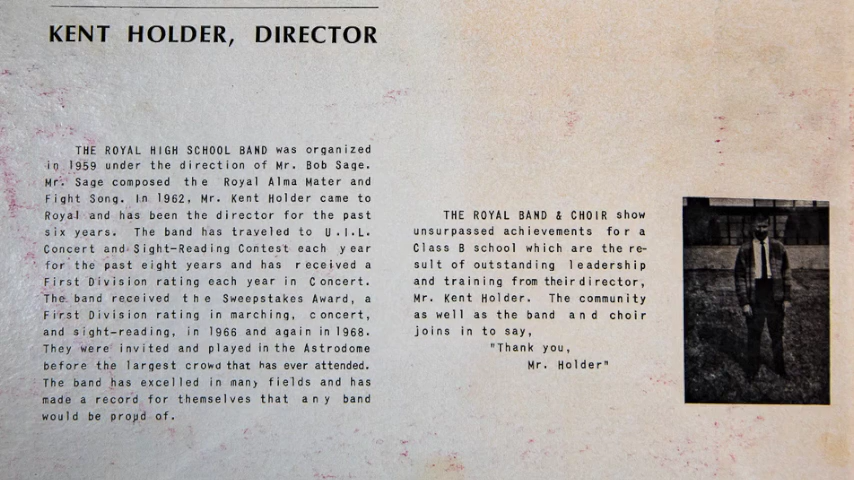 KENT HOLDER, DIRECTOR
THE ROYAL HIGH SCHOOL BAND was organized
in 1959 under the direction of Mr. Bob Sage.
Mr. Sage composed the Royal Alma Mater and
Fight Song. In 1962, Mr. Kent Holder came to
Royal and has been the director for the past
six years. The band has traveled to U.I.L.
Concert and Sight-Reading Contest each year
for the past eight years and has received a
First Division rating each year in Concert.
The band received the Sweepstakes Award, a
First Division rating in marching, concert,
and sight-reading, in 1966 and again in 1968.
They were invited and played in the Astrodome
before the largest crowd that has ever attended.
The band has excelled in many fields and has
made a record for themselves that any band
would be proud of.
THE ROYAL BAND & CHOIR show
unsurpassed achievements for a
Class B school which are the re-
sult of outstanding leadership
and training from their director,
Mr. Kent Holder. The community
as well as the band and choir
joins in to say,
"Thank you,
Mr. Holder"